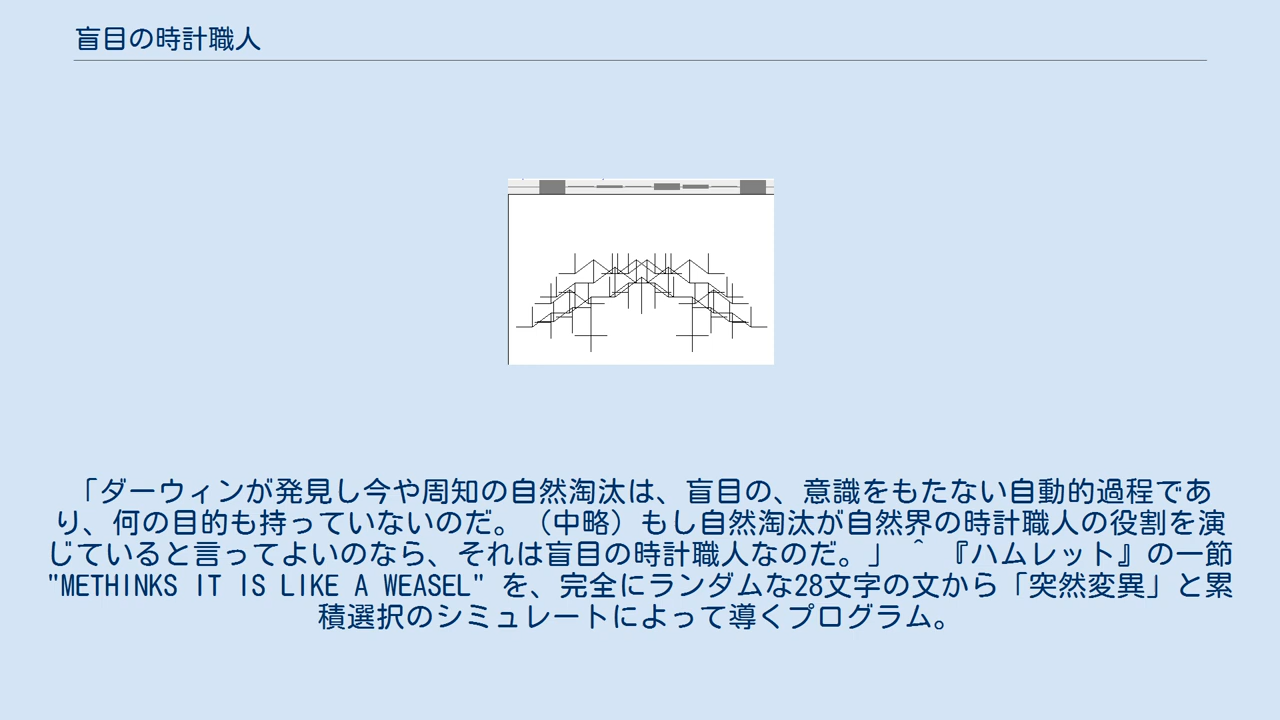 盲目の時計職人
「ダーウィンが発見し今や周知の自然淘汰は、盲目の、意識をもたない自動的過程であ
り、何の目的も持っていないのだ。（中略）もし自然淘汰が自然界の時計職人の役割を演
じていると言ってよいのなら、それは盲目の時計職人なのだ。」 ^ 『ハムレット』の一節
"METHINKS IT IS LIKE A WEASEL" を、完全にランダムな28文字の文から「突然変異」と累
積選択のシミュレートによって導くプログラム。